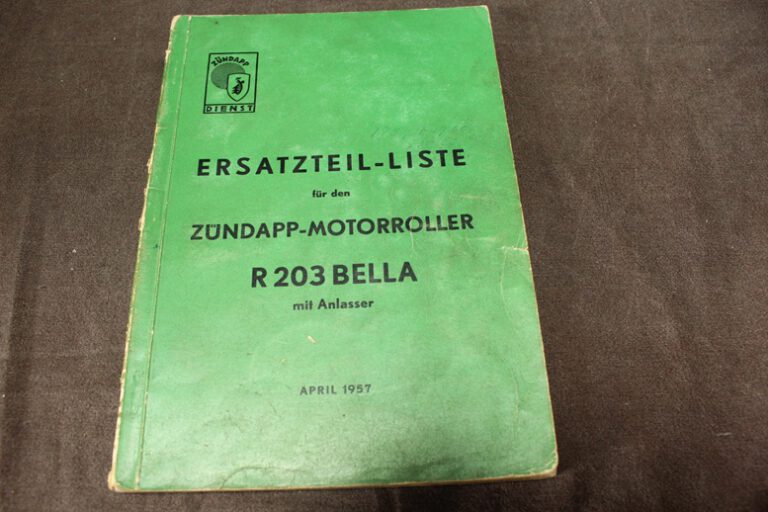 ZÜNDAPP
DIENST
ERSATZTEIL-LISTE
für den
ZÜNDAPP-MOTORROLLER
R 203 BELLA
mit Anlasser
APRIL 1957